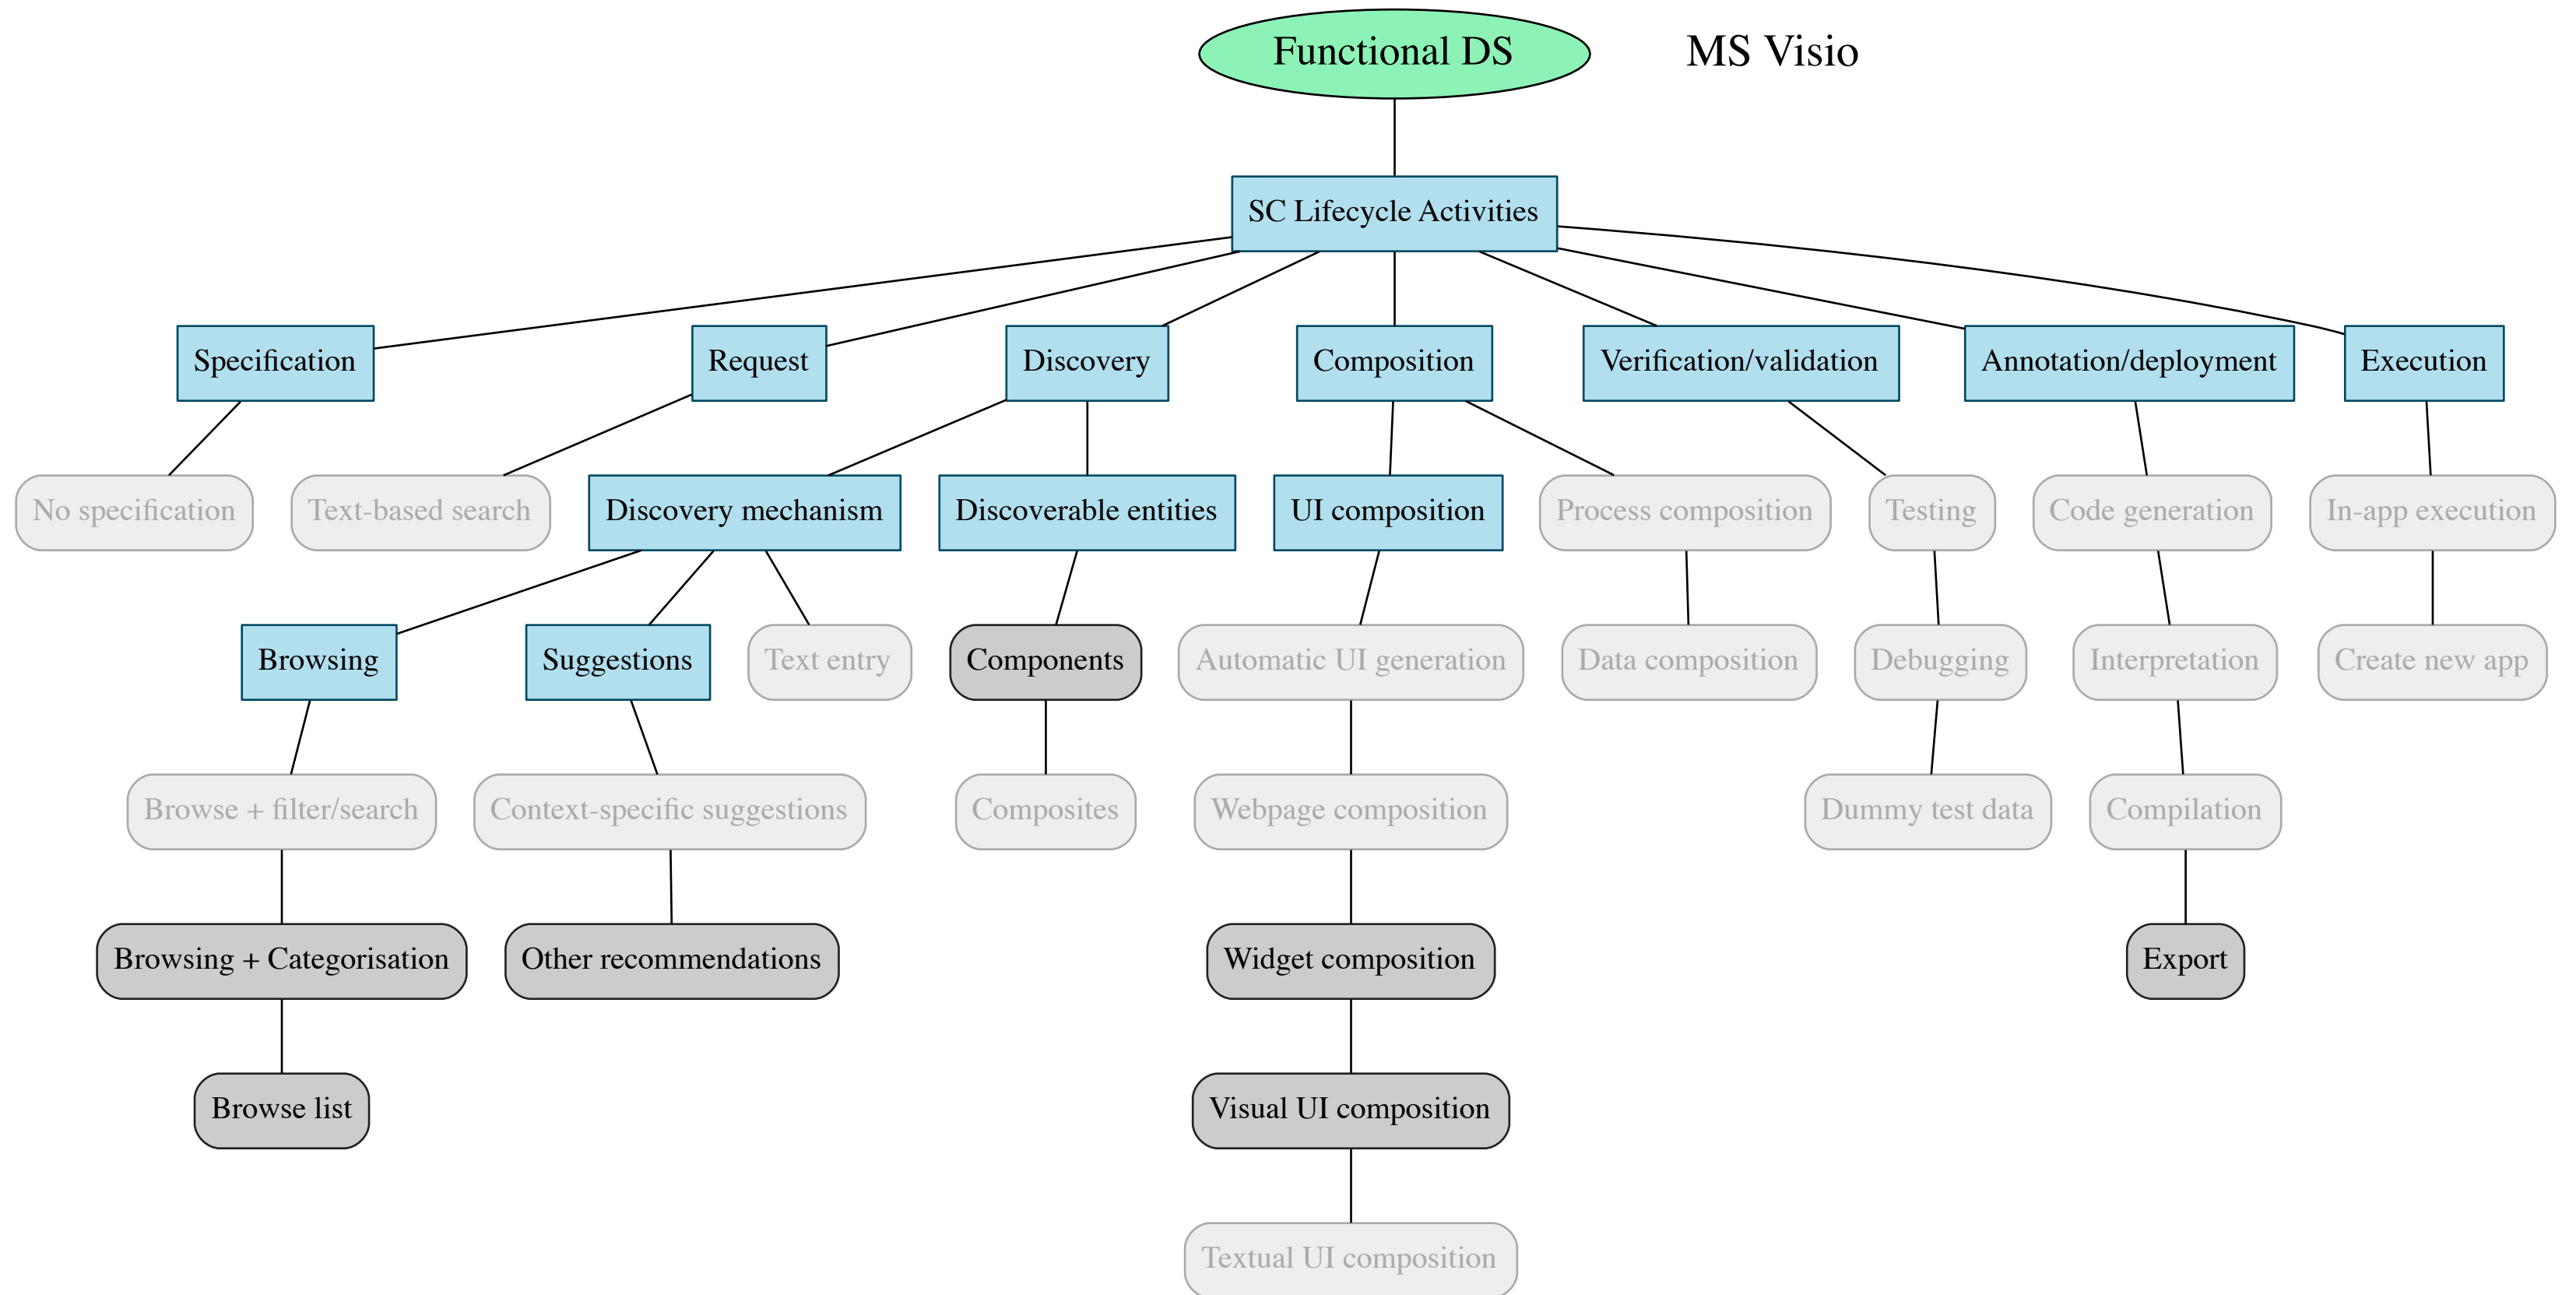 Functional DS
MS Visio
SC Lifecycle Activities
Specification
Request
Discovery
Composition
Verification/validation
Annotation/deployment
Execution
No specification
Text-based search
Discovery mechanism
Discoverable entities
UI composition
Process composition
Testing
Code generation
In-app execution
Browsing
Suggestions
Text entry
Components
Automatic UI generation
Data composition
Debugging
Interpretation
Create new app
Browse + filter/search
Context-specific suggestions
Composites
Webpage composition
Dummy test data
Compilation
Browsing + Categorisation
Other recommendations
Widget composition
Export
Browse list
Visual UI composition
Textual UI composition